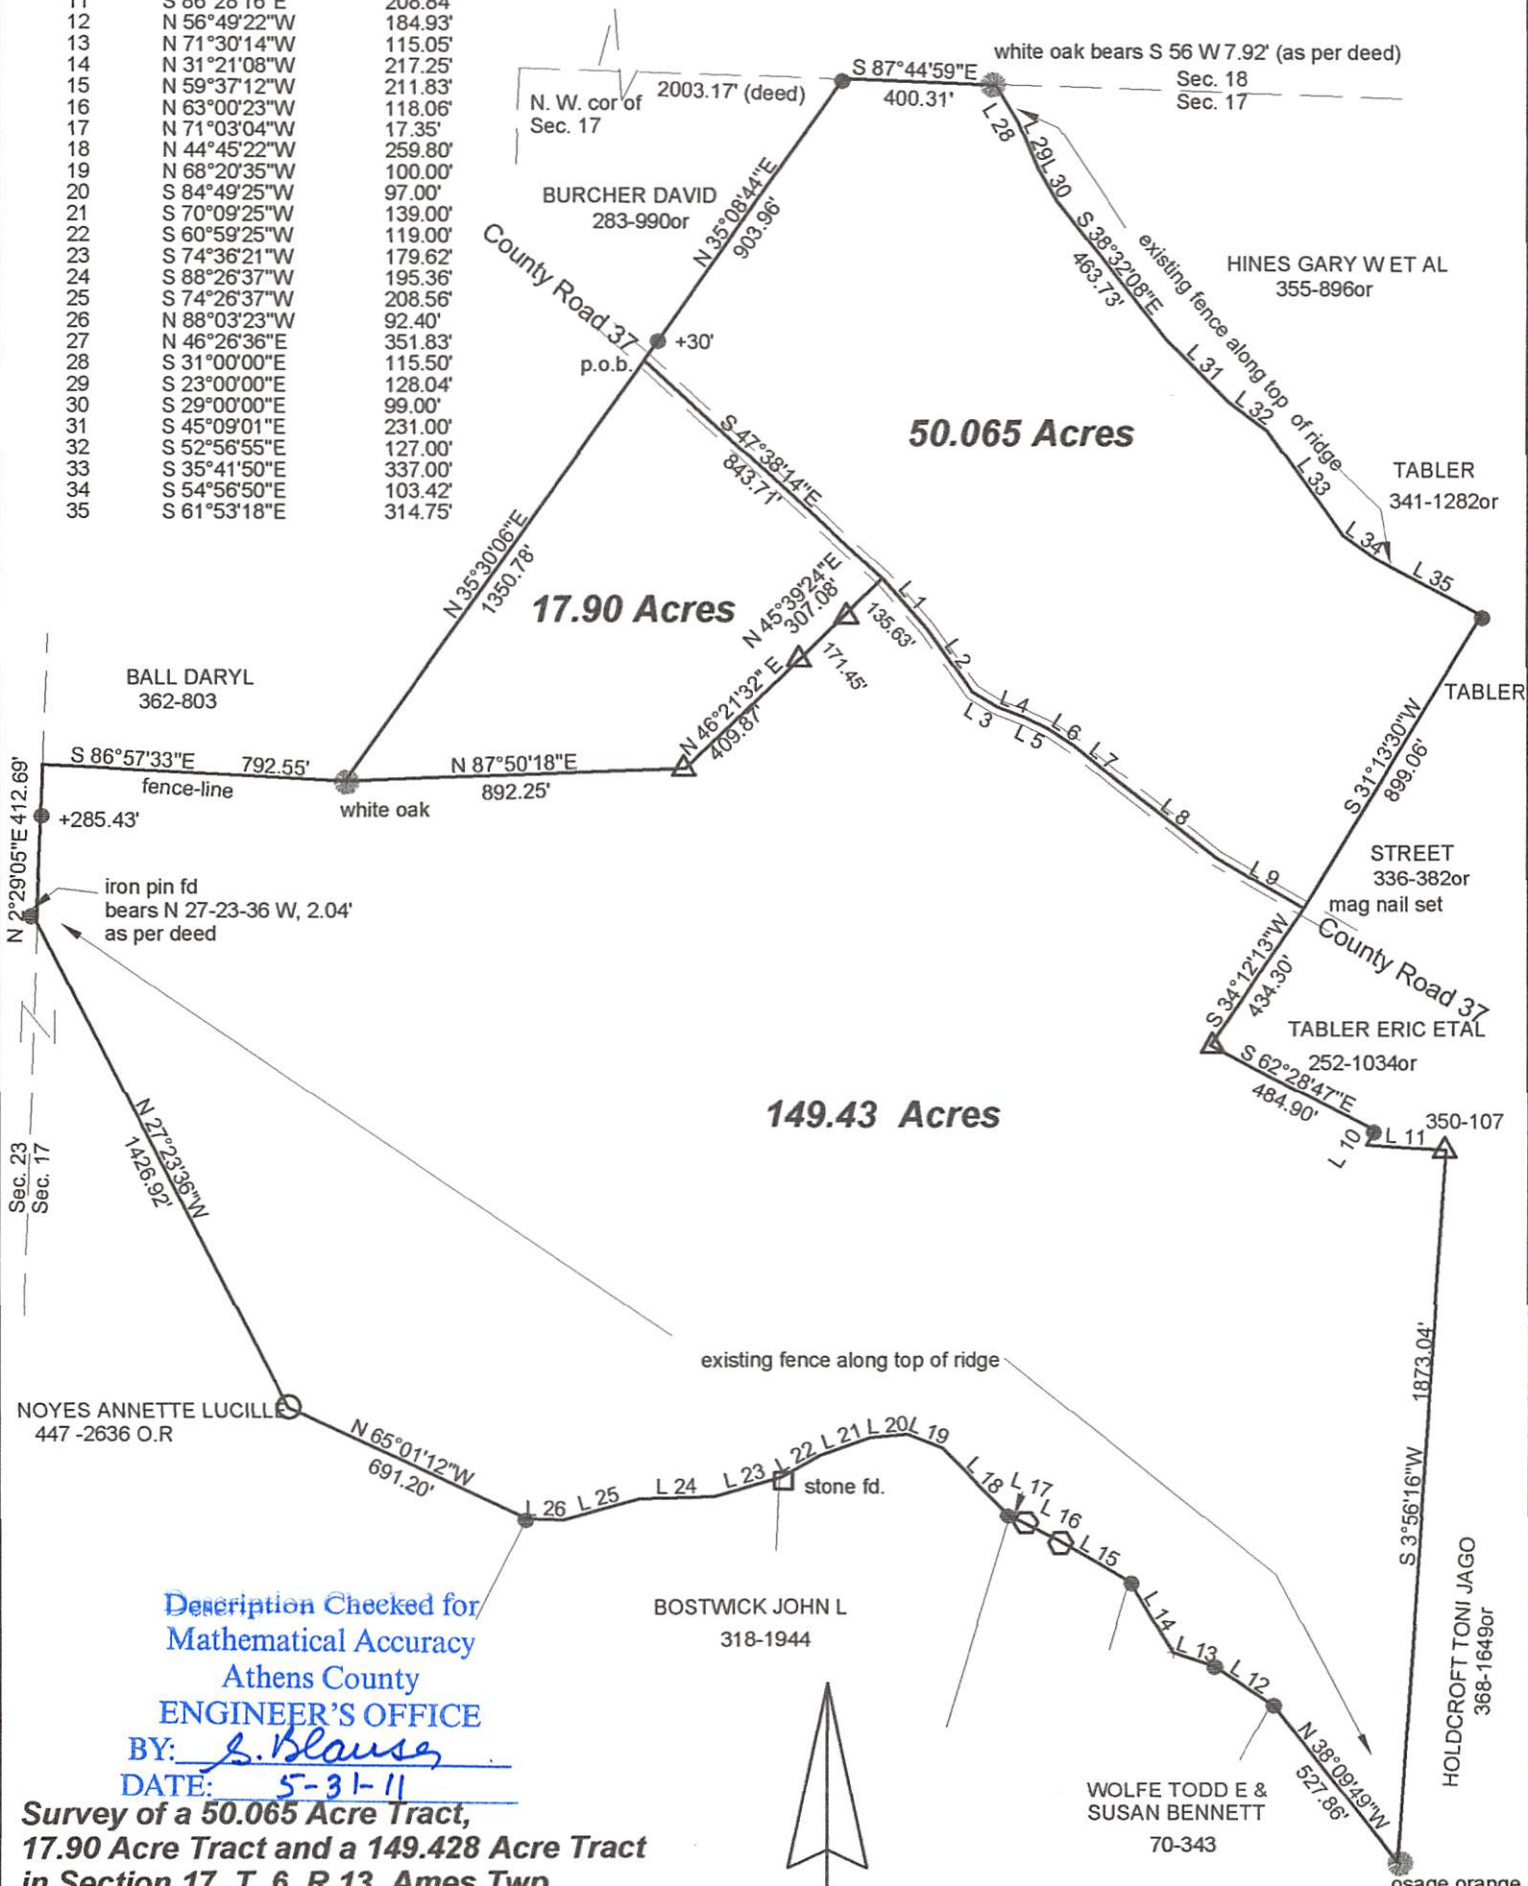 11 S 86°28'16"E 208.84'
12 N 56°49'22"W 184.93'
13 N 71°30'14"W 115.05'
14 N 31°21'08"W 217.25'
15 N 59°37'12"W 211.83'
16 N 63°00'23"W 118.06'
17 N 71°03'04"W 17.35'
18 N 44°45'22"W 259.80'
19 N 68°20'35"W 100.00'
20 S 84°49'25"W 97.00'
21 S 70°09'25"W 139.00'
22 S 60°59'25"W 119.00'
23 S 74°36'21"W 179.62'
24 S 88°26'37"W 195.36'
25 S 74°26'37"W 208.56'
26 N 88°03'23"W 92.40'
27 N 46°26'36"E 351.83'
28 S 31°00'00"E 115.50'
29 S 23°00'00"E 128.04'
30 S 29°00'00"E 99.00'
31 S 45°09'01"E 231.00'
32 S 52°56'55"E 127.00'
33 S 35°41'50"E 337.00'
34 S 54°56'50"E 103.42'
35 S 61°53'18"E 314.75'
white oak bears S 56 W 7.92' (as per deed)
Sec. 18
Sec. 17
S 87°44'59"E
400.31'
2003.17' (deed)
N. W. cor of
Sec. 17
L 28
L 29
L 30
BURCHER DAVID
283-990or
N 35°08'44"E
903.96'
County Road 37
+30'
p.o.b.
S 38°32'08"E
463.73'
existing fence along top of ridge
HINES GARY W ET AL
355-896or
L 31
L 32
L 33
L 34
L 35
TABLER
341-1282or
50.065 Acres
S 47°38'14"E
843.71'
N 35°30'06"E
1350.78'
17.90 Acres
N 45°39'24"E
307.08'
135.63'
171.45'
N 46°21'32" E
409.87'
L 1
L 2
L 3
L 4
L 5
L 6
L 7
L 8
L 9
TABLER
S 31°13'30"W
899.06'
BALL DARYL
362-803
S 86°57'33"E 792.55'
fence-line
N 87°50'18"E
892.25'
white oak
N 2°29'05"E 412.69'
+285.43'
iron pin fd
bears N 27-23-36 W, 2.04'
as per deed
STREET
336-382or
mag nail set
County Road 37
S 34°12'13"W
434.30'
TABLER ERIC ETAL
252-1034or
S 62°28'47"E
484.90'
L 10
L 11
350-107
149.43 Acres
Sec. 23
Sec. 17
N 27°23'36"W
1426.92'
1873.04'
S 3°56'16"W
existing fence along top of ridge
NOYES ANNETTE LUCILLE
447 -2636 O.R
N 65°01'12"W
691.20'
L 26
L 25
L 24
L 23
L 22
L 21
L 20
L 19
stone fd.
L 18
L 17
L 16
L 15
L 14
L 13
L 12
BOSTWICK JOHN L
318-1944
HOLDCROFT TONI JAGO
368-1649or
N 38°09'49"W
527.86'
WOLFE TODD E &
SUSAN BENNETT
70-343
osage orange
Description Checked for
Mathematical Accuracy
Athens County
ENGINEER'S OFFICE
BY: S. Blauser
DATE: 5-31-11
Survey of a 50.065 Acre Tract,
17.90 Acre Tract and a 149.428 Acre Tract
in Section 17, T. 6, R 13, Ames Twp